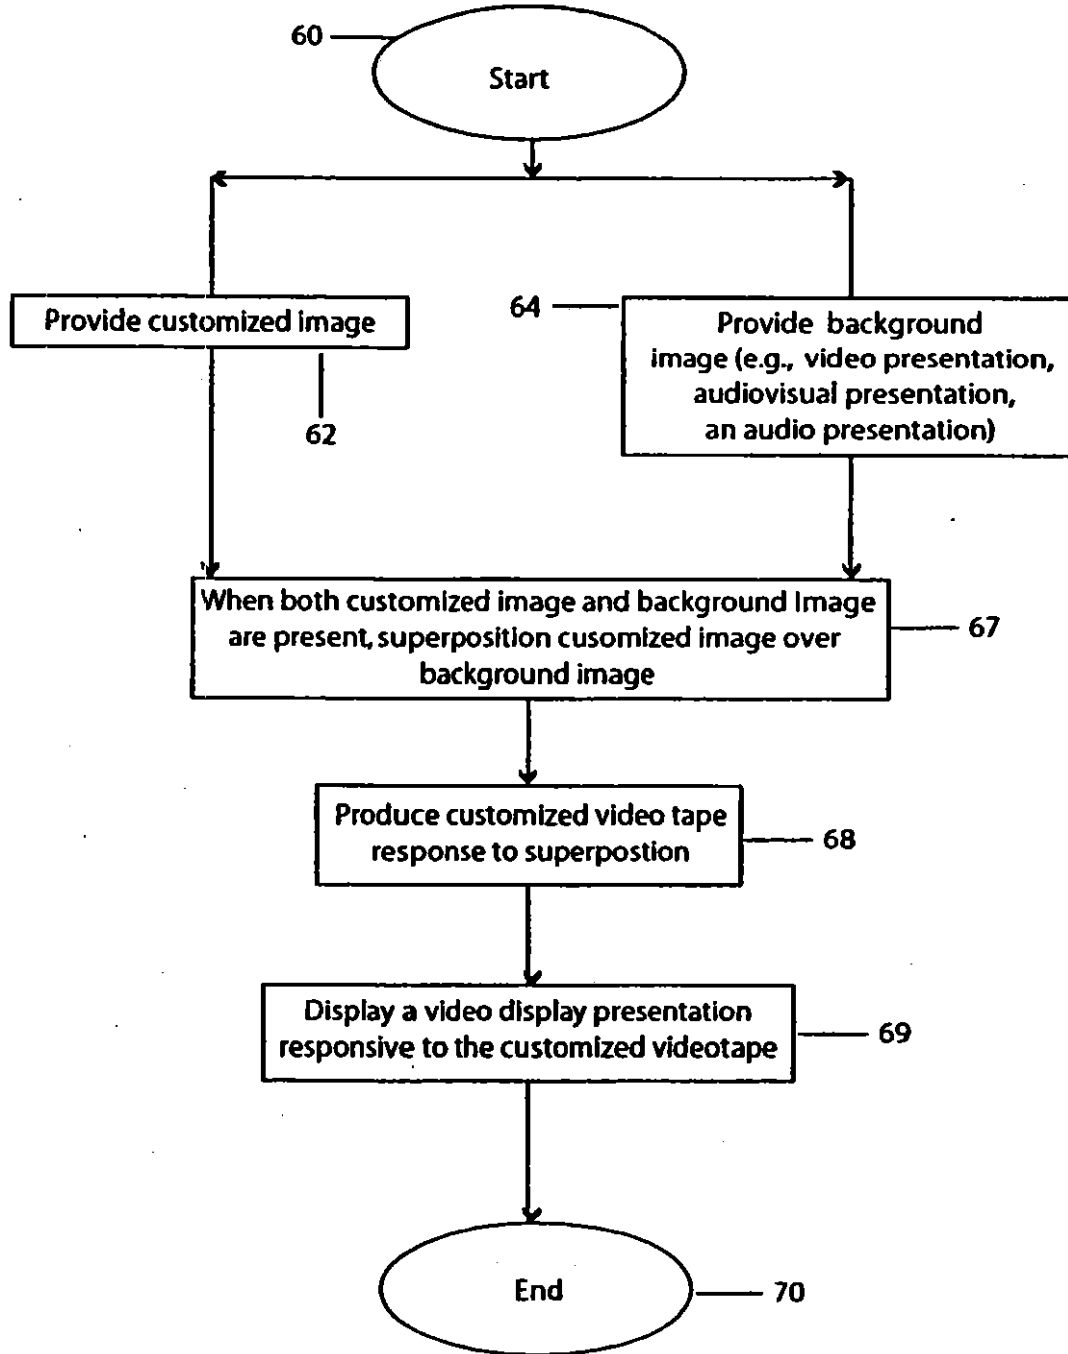 60
Start
Provide customized image
62
64
Provide background
image (e.g., video presentation,
audiovisual presentation,
an audio presentation)
When both customized image and background Image
are present, superposition cusomized image over
background image
67
Produce customized video tape
response to superpostion
68
Display a video display presentation
responsive to the customized videotape
69
End
70